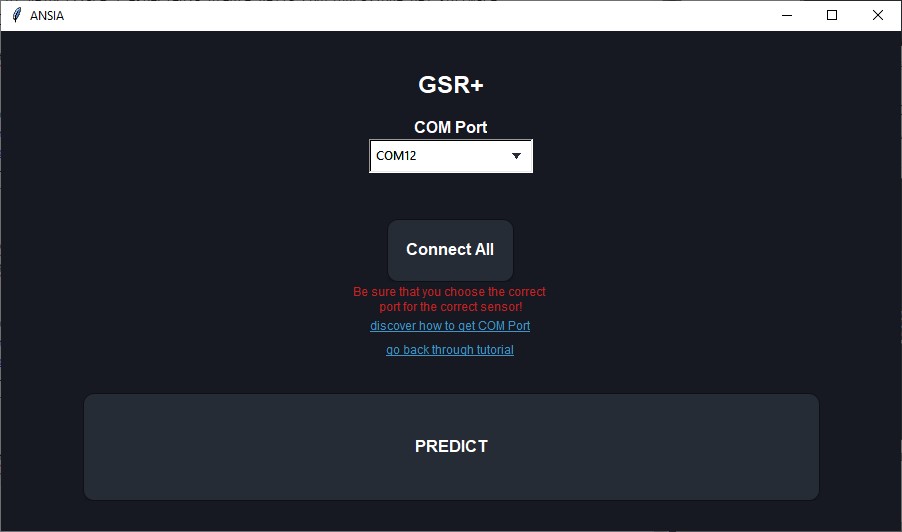 ANSIA
GSR+
COM Port
COM12
Connect All
Be sure that you choose the correct
port for the correct sensor!
discover how to get COM Port
go back through tutorial
PREDICT